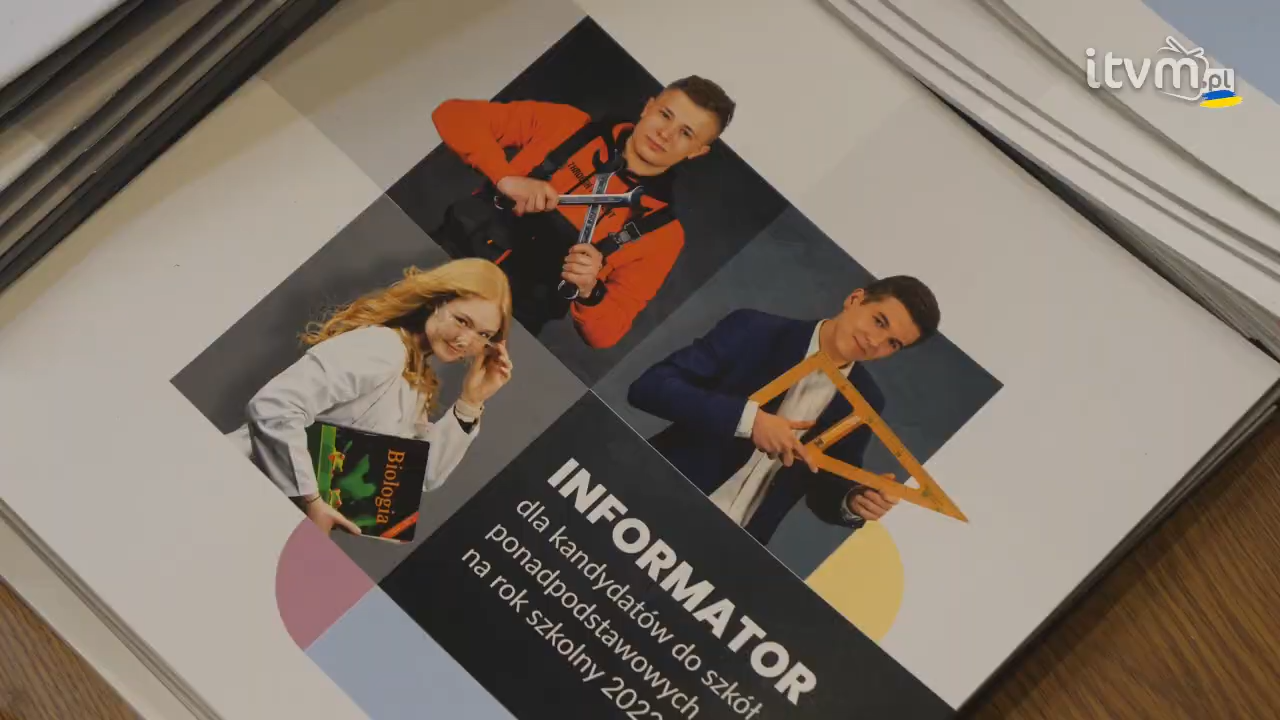 itvm.pl
Biologia
INFORMATOR
dla kandydatów do szkół
ponadpodstawowych
na rok szkolny